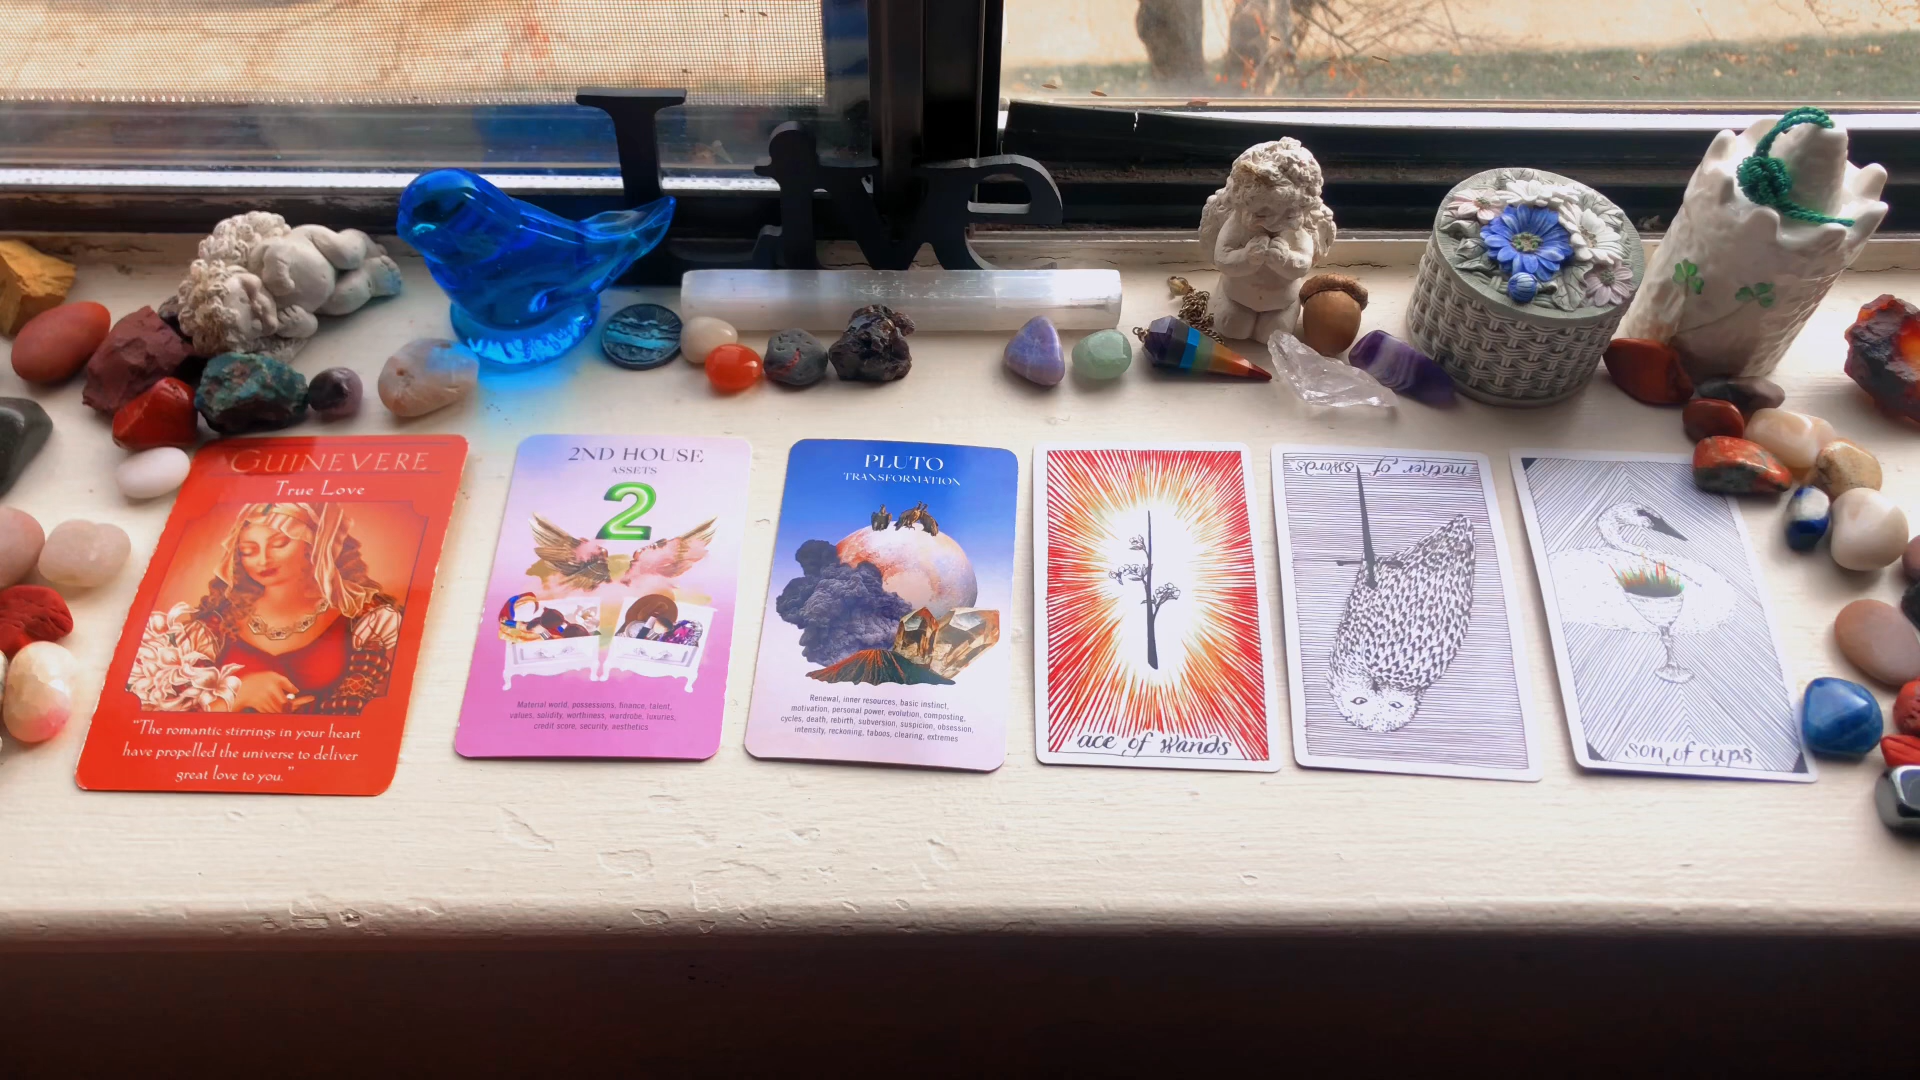 Live
GUINEVERE
True Love
"The romantic stirrings in your heart
have propelled the universe to deliver
great love to you."
2ND HOUSE
ASSETS
2
Material world, possessions, finance, talent,
values, solidity, worthiness, wardrobe, luxuries,
credit score, security, aesthetics
PLUTO
TRANSFORMATION
Renewal, inner resources, basic instinct,
motivation, personal power, evolution, composting,
cycles, death, rebirth, subversion, suspicion, obsession,
intensity, reckoning, taboos, clearing, extremes
ace of wands
mother of
swords
son of cups